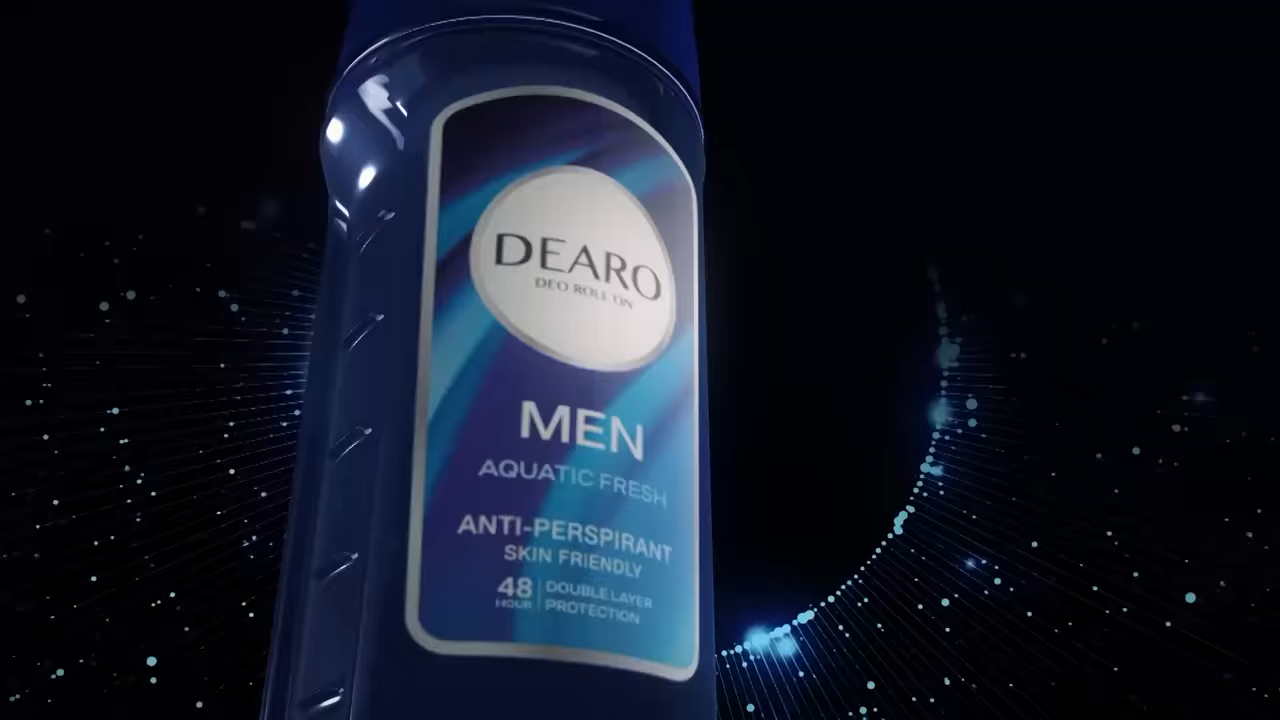 DEARO
DEO ROLL ON
MEN
AQUATIC FRESH
ANTI-PERSPIRANT
SKIN FRIENDLY
48 HOUR
DOUBLE LAYER
PROTECTION